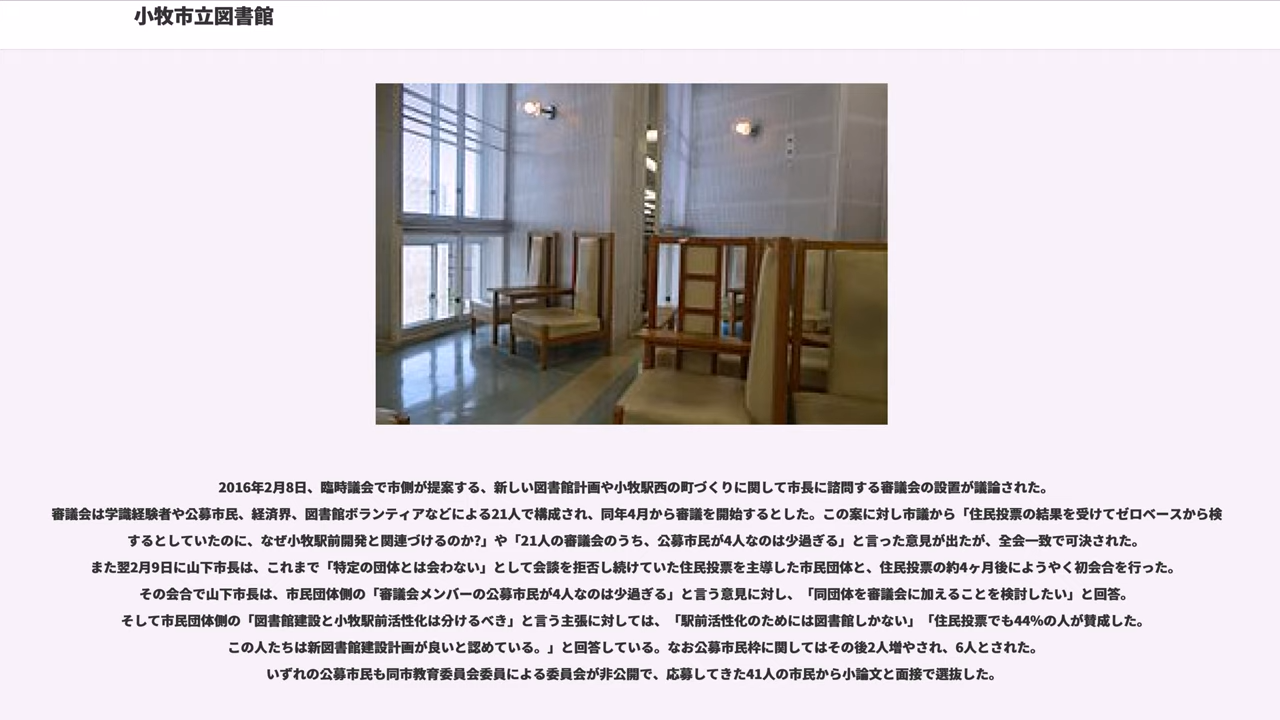 小牧市立図書館
2016年2月8日、臨時議会で市側が提案する、新しい図書館計画や小牧駅西の町づくりに関して市長に諮問する審議会の設置が議論された。
審議会は学識経験者や公募市民、経済界、図書館ボランティアなどによる21人で構成され、同年4月から審議を開始するとした。この案に対し市議から「住民投票の結果を受けてゼロベースから検
するとしていたのに、なぜ小牧駅前開発と関連づけるのか?」や「21人の審議会のうち、公募市民が4人なのは少過ぎる」と言った意見が出たが、全会一致で可決された。
また翌2月9日に山下市長は、これまで「特定の団体とは会わない」として会談を拒否し続けていた住民投票を主導した市民団体と、住民投票の約4ヶ月後にようやく初会合を行った。
その会合で山下市長は、市民団体側の「審議会メンバーの公募市民が4人なのは少過ぎる」と言う意見に対し、「同団体を審議会に加えることを検討したい」と回答。
そして市民団体側の「図書館建設と小牧駅前活性化は分けるべき」と言う主張に対しては、「駅前活性化のためには図書館しかない」「住民投票でも44%の人が賛成した。
この人たちは新図書館建設計画が良いと認めている。」と回答している。なお公募市民枠に関してはその後2人増やされ、6人とされた。
いずれの公募市民も同市教育委員会委員による委員会が非公開で、応募してきた41人の市民から小論文と面接で選抜した。